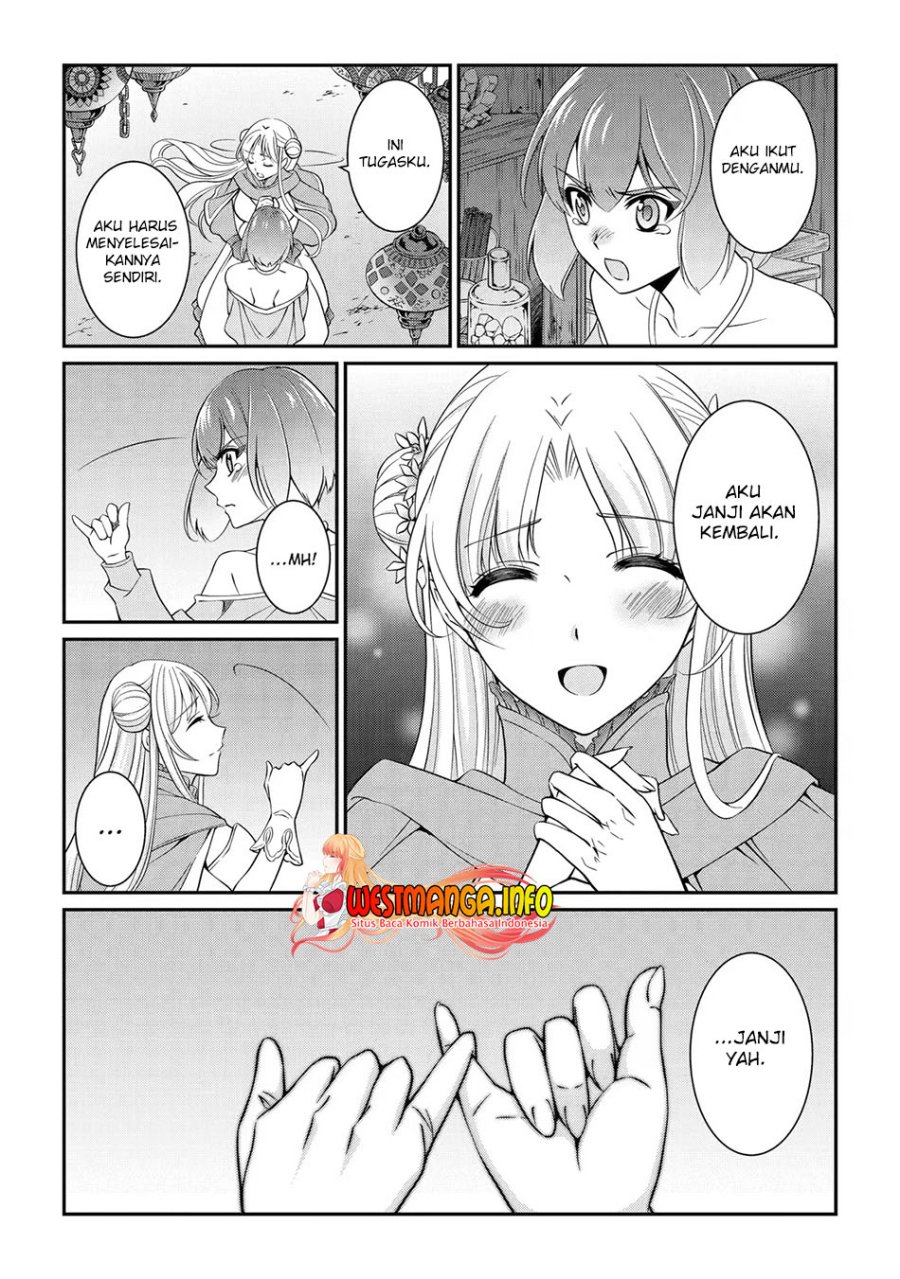 AKU IKUT
DENGANMU.
INI
TUGASKU.
AKU HARUS
MENYELESAI-
KANNYA
SENDIRI.
AKU
JANJI AKAN
KEMBALI.
...MH!
...
WESTMANGA.INFO
Situs Baca Komik Berbahasa Indonesia
...JANJI
YAH.